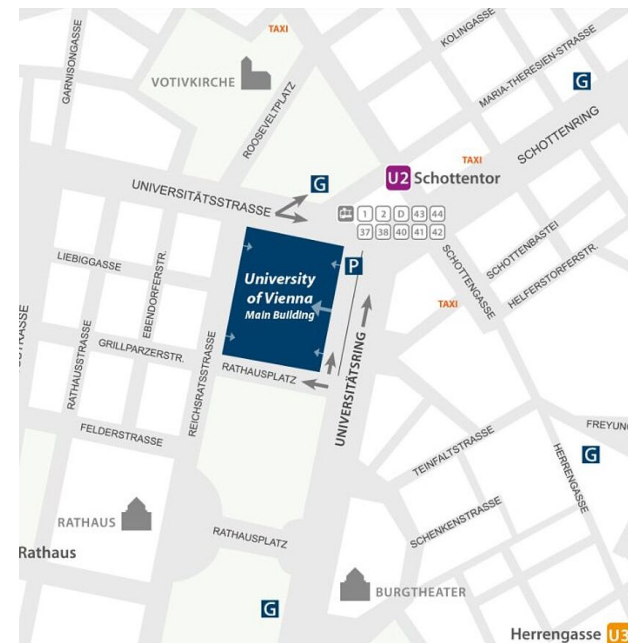 TAXI
KOLINGASSE
GARNISONGASSE
VOTIVKIRCHE
MARIA-THERESIEN-STRASSE
G
ROOSEVELTPLATZ
SCHOTTENRING
TAXI
U2 Schottentor
G
UNIVERSITÄTSSTRASSE
1 2 D 43 44
37 38 40 41 42
LIEBIGGASSE
EBENDORFERSTR.
University
of Vienna
Main Building
P
SCHOTTENGASSE
SCHOTTENBASTEI
HELFERSTORFERSTR.
TAXI
RATHAUSSTRASSE
GRILLPARZERSTR.
REICHSRATSSTRASSE
RATHAUSPLATZ
UNIVERSITÄTSRING
FELDERSTRASSE
TEINFALTSTRASSE
HERRENGASSE
G
SCHENKENSTRASSE
RATHAUS
Rathaus
RATHAUSPLATZ
BURGTHEATER
G
Herrengasse U3